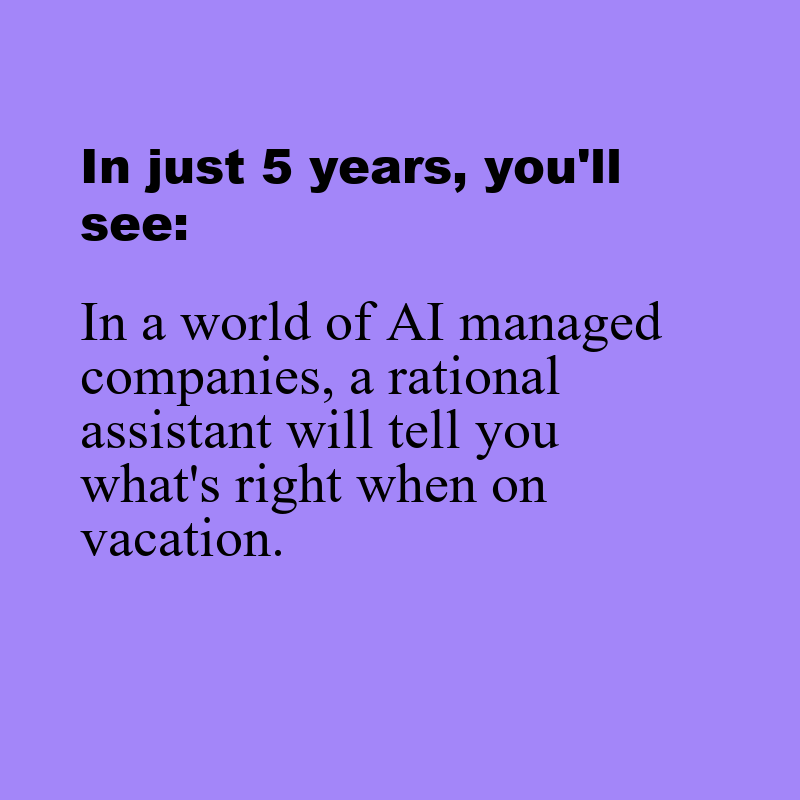 In just 5 years, you'll
see:
In a world of AI managed
companies, a rational
assistant will tell you
what's right when on
vacation.